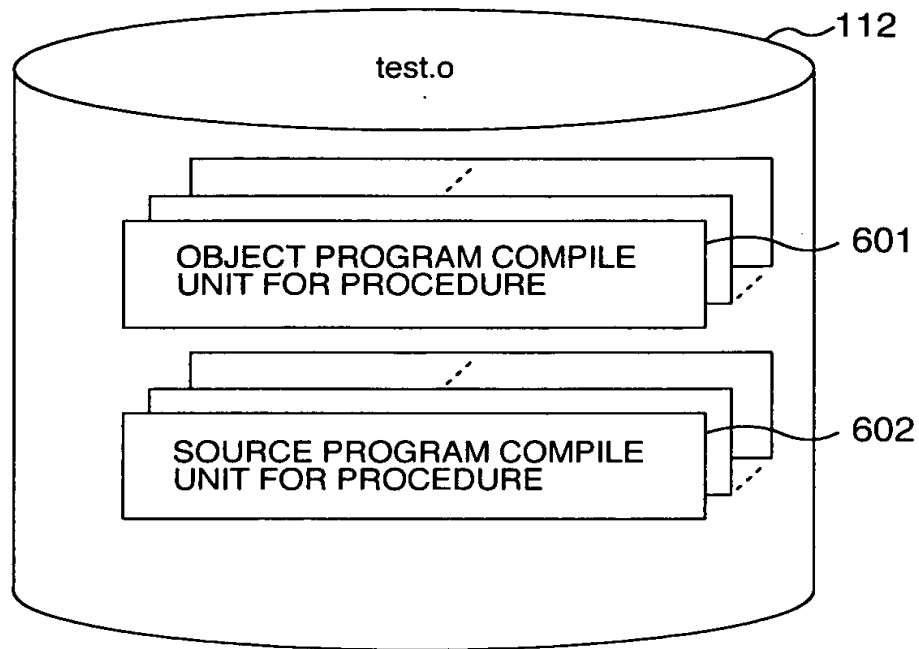 112
test.o
OBJECT PROGRAM COMPILE
UNIT FOR PROCEDURE
601
SOURCE PROGRAM COMPILE
UNIT FOR PROCEDURE
602